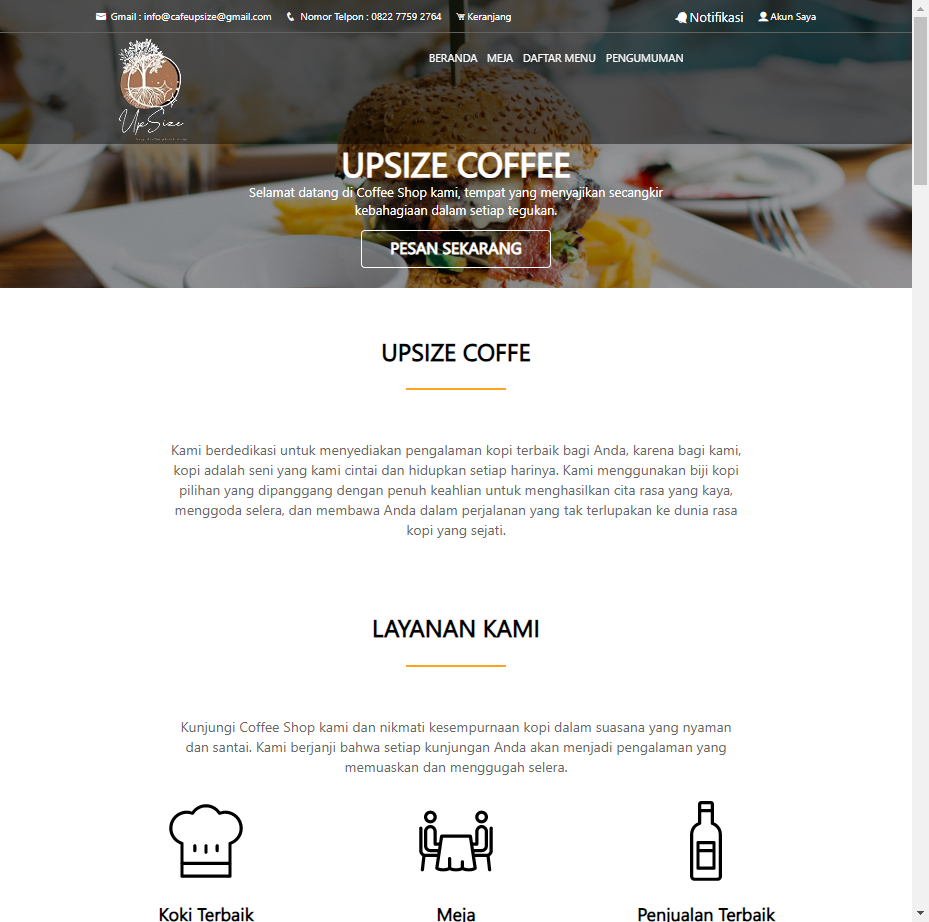 Gmail : info@cafeupsize@gmail.com Nomor Telpon : 0822 7759 2764 Keranjang Notifikasi Akun Saya
UpSize
BERANDA MEJA DAFTAR MENU PENGUMUMAN
UPSIZE COFFEE
Selamat datang di Coffee Shop kami, tempat yang menyajikan secangkir
kebahagiaan dalam setiap tegukan.
PESAN SEKARANG
UPSIZE COFFE
Kami berdedikasi untuk menyediakan pengalaman kopi terbaik bagi Anda, karena bagi kami,
kopi adalah seni yang kami cintai dan hidupkan setiap harinya. Kami menggunakan biji kopi
pilihan yang dipanggang dengan penuh keahlian untuk menghasilkan cita rasa yang kaya,
menggoda selera, dan membawa Anda dalam perjalanan yang tak terlupakan ke dunia rasa
kopi yang sejati.
LAYANAN KAMI
Kunjungi Coffee Shop kami dan nikmati kesempurnaan kopi dalam suasana yang nyaman
dan santai. Kami berjanji bahwa setiap kunjungan Anda akan menjadi pengalaman yang
memuaskan dan menggugah selera.
Koki Terbaik Meja Penjualan Terbaik